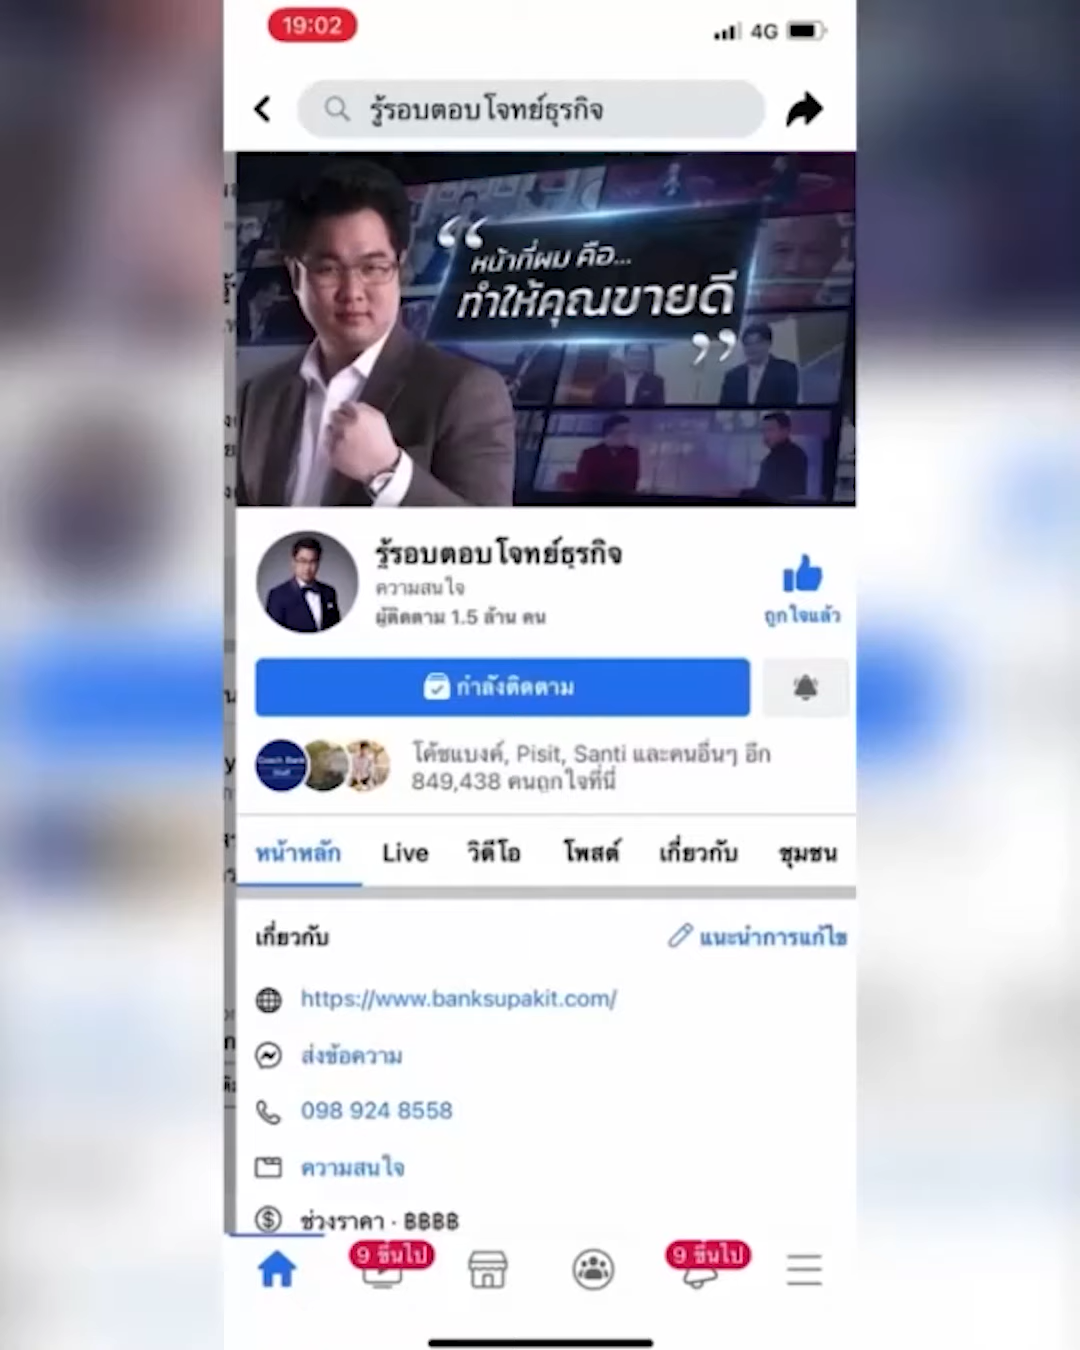 19:02
4G
รู้รอบตอบโจทย์ธุรกิจ
“หน้าที่ผม คือ...
ทำให้คุณขายดี”
รู้รอบตอบโจทย์ธุรกิจ
ความสนใจ
ผู้ติดตาม 1.5 ล้าน คน
ถูกใจแล้ว
กำลังติดตาม
Coach Bank
Staff
โค้ชแบงค์, Pisit, Santi และคนอื่นๆ อีก
849,438 คนถูกใจที่นี่
หน้าหลัก Live วิดีโอ โพสต์ เกี่ยวกับ ชุมชน
เกี่ยวกับ
แนะนำการแก้ไข
https://www.banksupakit.com/
ส่งข้อความ
098 924 8558
ความสนใจ
ช่วงราคา · ฿฿฿฿
9 ขึ้นไป
9 ขึ้นไป